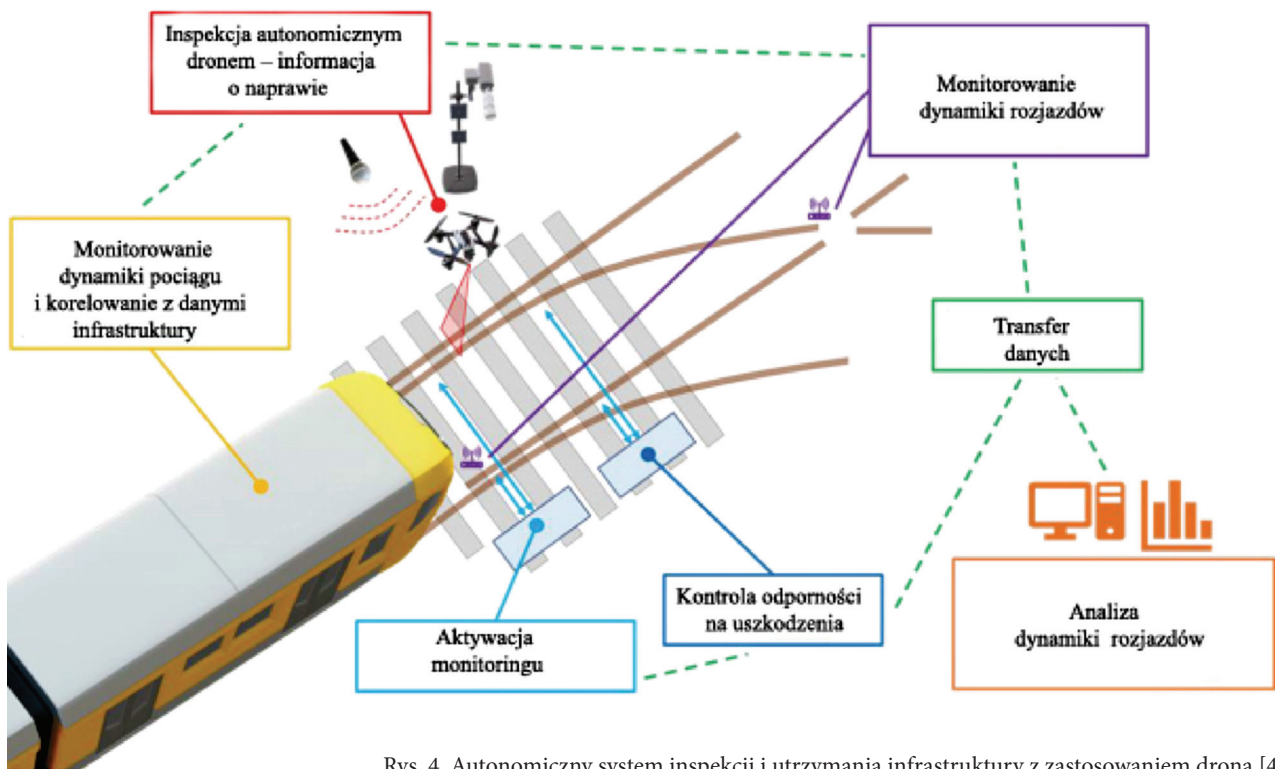 Inspekcja autonomicznym
dronem – informacja
o naprawie
Monitorowanie
dynamiki rozjazdów
Monitorowanie
dynamiki pociągu
i korelowanie z danymi
infrastruktury
Transfer
danych
Kontrola odporności
na uszkodzenia
Aktywacja
monitoringu
Analiza
dynamiki rozjazdów
Rys. 4. Autonomiczny system inspekcji i utrzymania infrastruktury z zastosowaniem drona [4